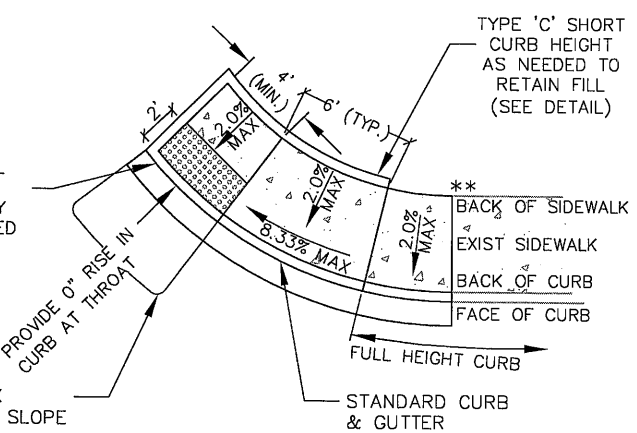 TYPE 'C' SHORT
CURB HEIGHT
AS NEEDED TO
RETAIN FILL
(SEE DETAIL)
4'
(MIN.)
6' (TYP.)
2'
2.0%
MAX
2.0%
MAX
2.0%
MAX
8.33% MAX
**
BACK OF SIDEWALK
EXIST SIDEWALK
BACK OF CURB
FACE OF CURB
FULL HEIGHT CURB
PROVIDE 0" RISE IN
CURB AT THROAT
STANDARD CURB
& GUTTER
SLOPE